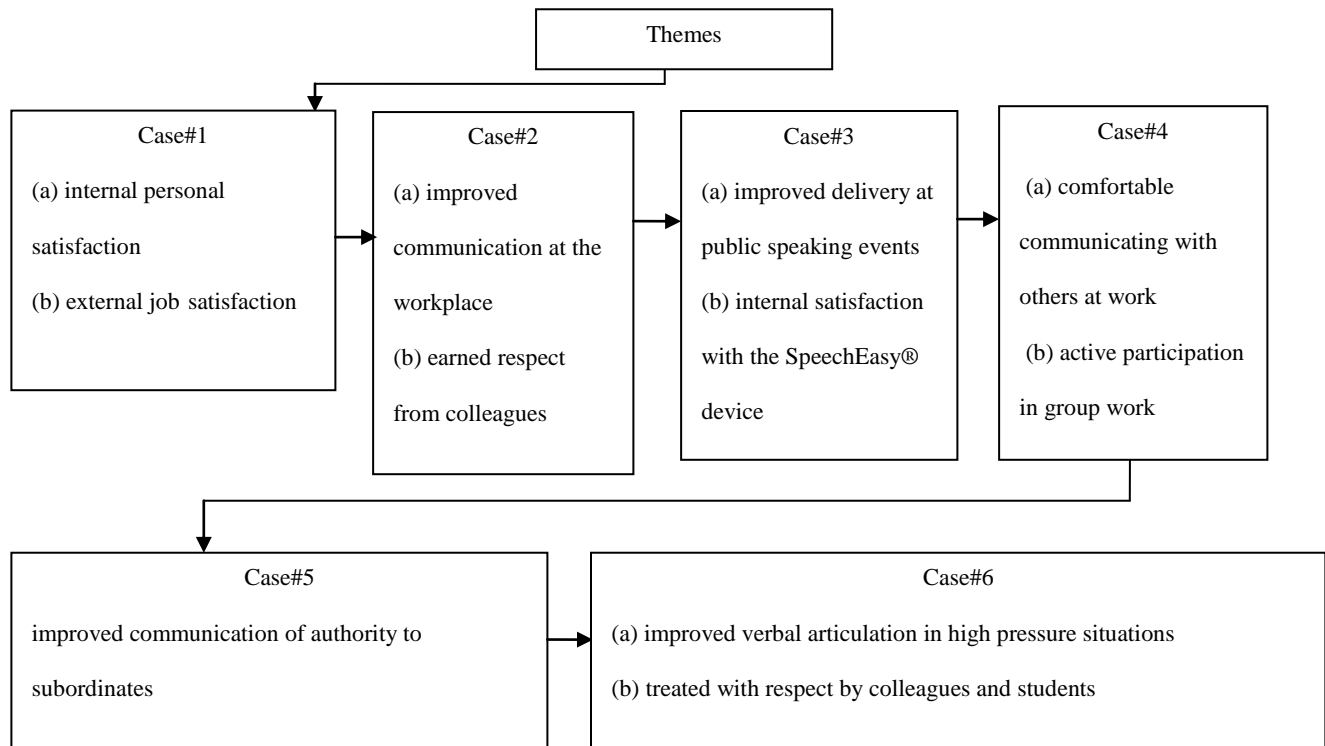 Themes
Case#1
(a) internal personal
satisfaction
(b) external job satisfaction
Case#2
(a) improved
communication at the
workplace
(b) earned respect
from colleagues
Case#3
(a) improved delivery at
public speaking events
(b) internal satisfaction
with the SpeechEasy®
device
Case#4
(a) comfortable
communicating with
others at work
(b) active participation
in group work
Case#5
improved communication of authority to
subordinates
Case#6
(a) improved verbal articulation in high pressure situations
(b) treated with respect by colleagues and students